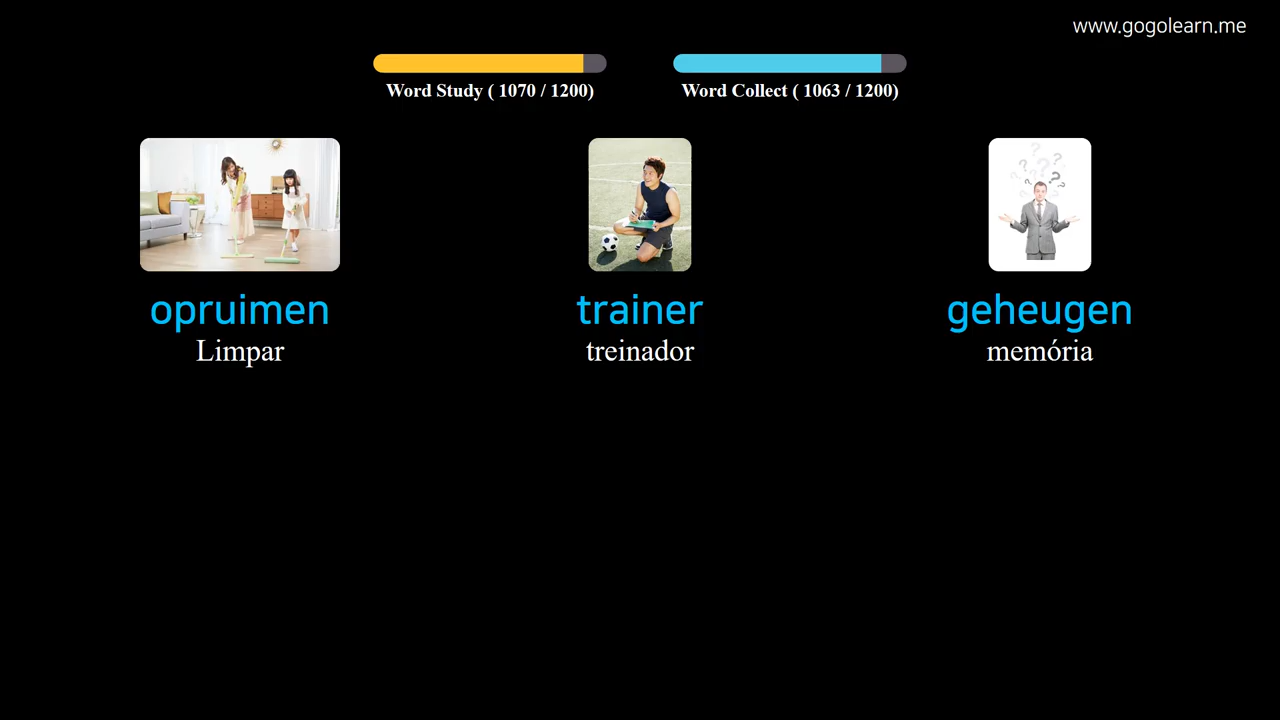 www.gogolearn.me
Word Study ( 1070 / 1200)
Word Collect ( 1063 / 1200)
opruimen
Limpar
trainer
treinador
geheugen
memória